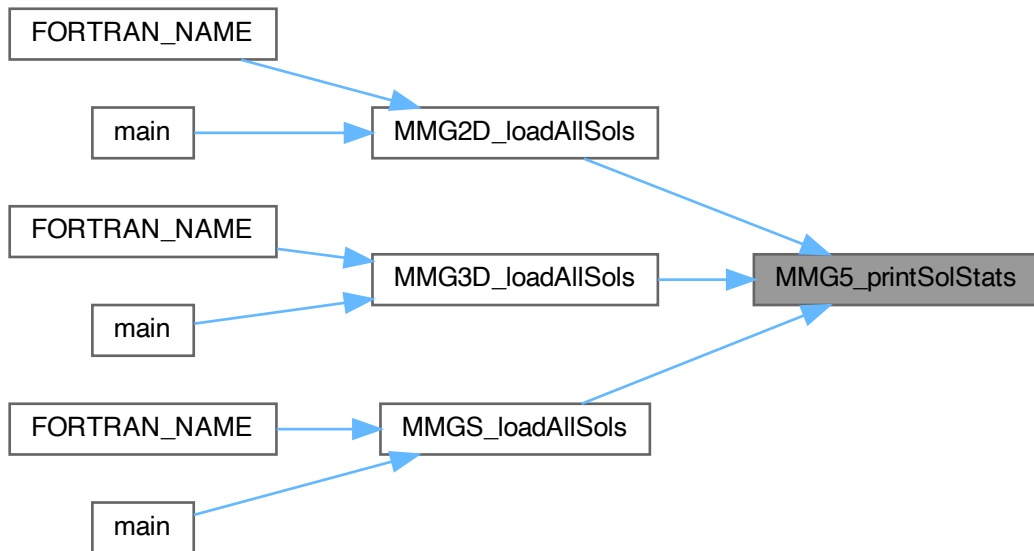 FORTRAN_NAME
main
MMG2D_loadAllSols
FORTRAN_NAME
main
MMG3D_loadAllSols
MMG5_printSolStats
FORTRAN_NAME
main
MMGS_loadAllSols